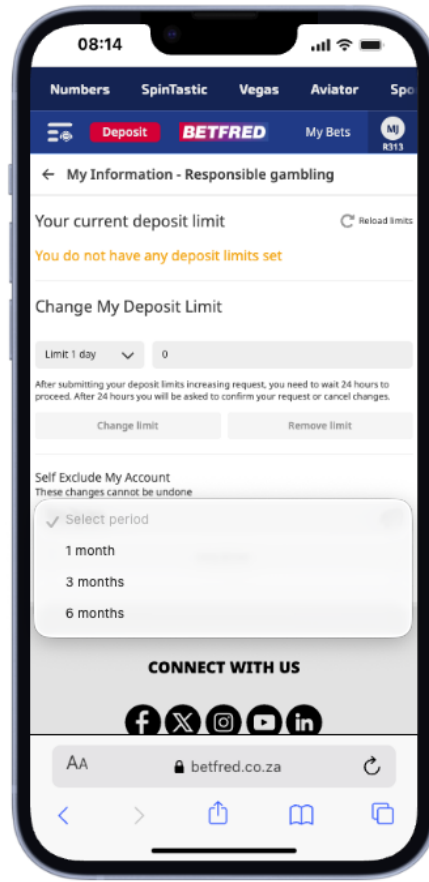 08:14
Numbers SpinTastic Vegas Aviator Spo
Deposit BETFRED My Bets MJ
R313
← My Information - Responsible gambling
Your current deposit limit Reload limits
You do not have any deposit limits set
Change My Deposit Limit
Limit 1 day 0
After submitting your deposit limits increasing request, you need to wait 24 hours to
proceed. After 24 hours you will be asked to confirm your request or cancel changes.
Change limit Remove limit
Self Exclude My Account
These changes cannot be undone
✓ Select period
1 month
3 months
6 months
CONNECT WITH US
AA betfred.co.za